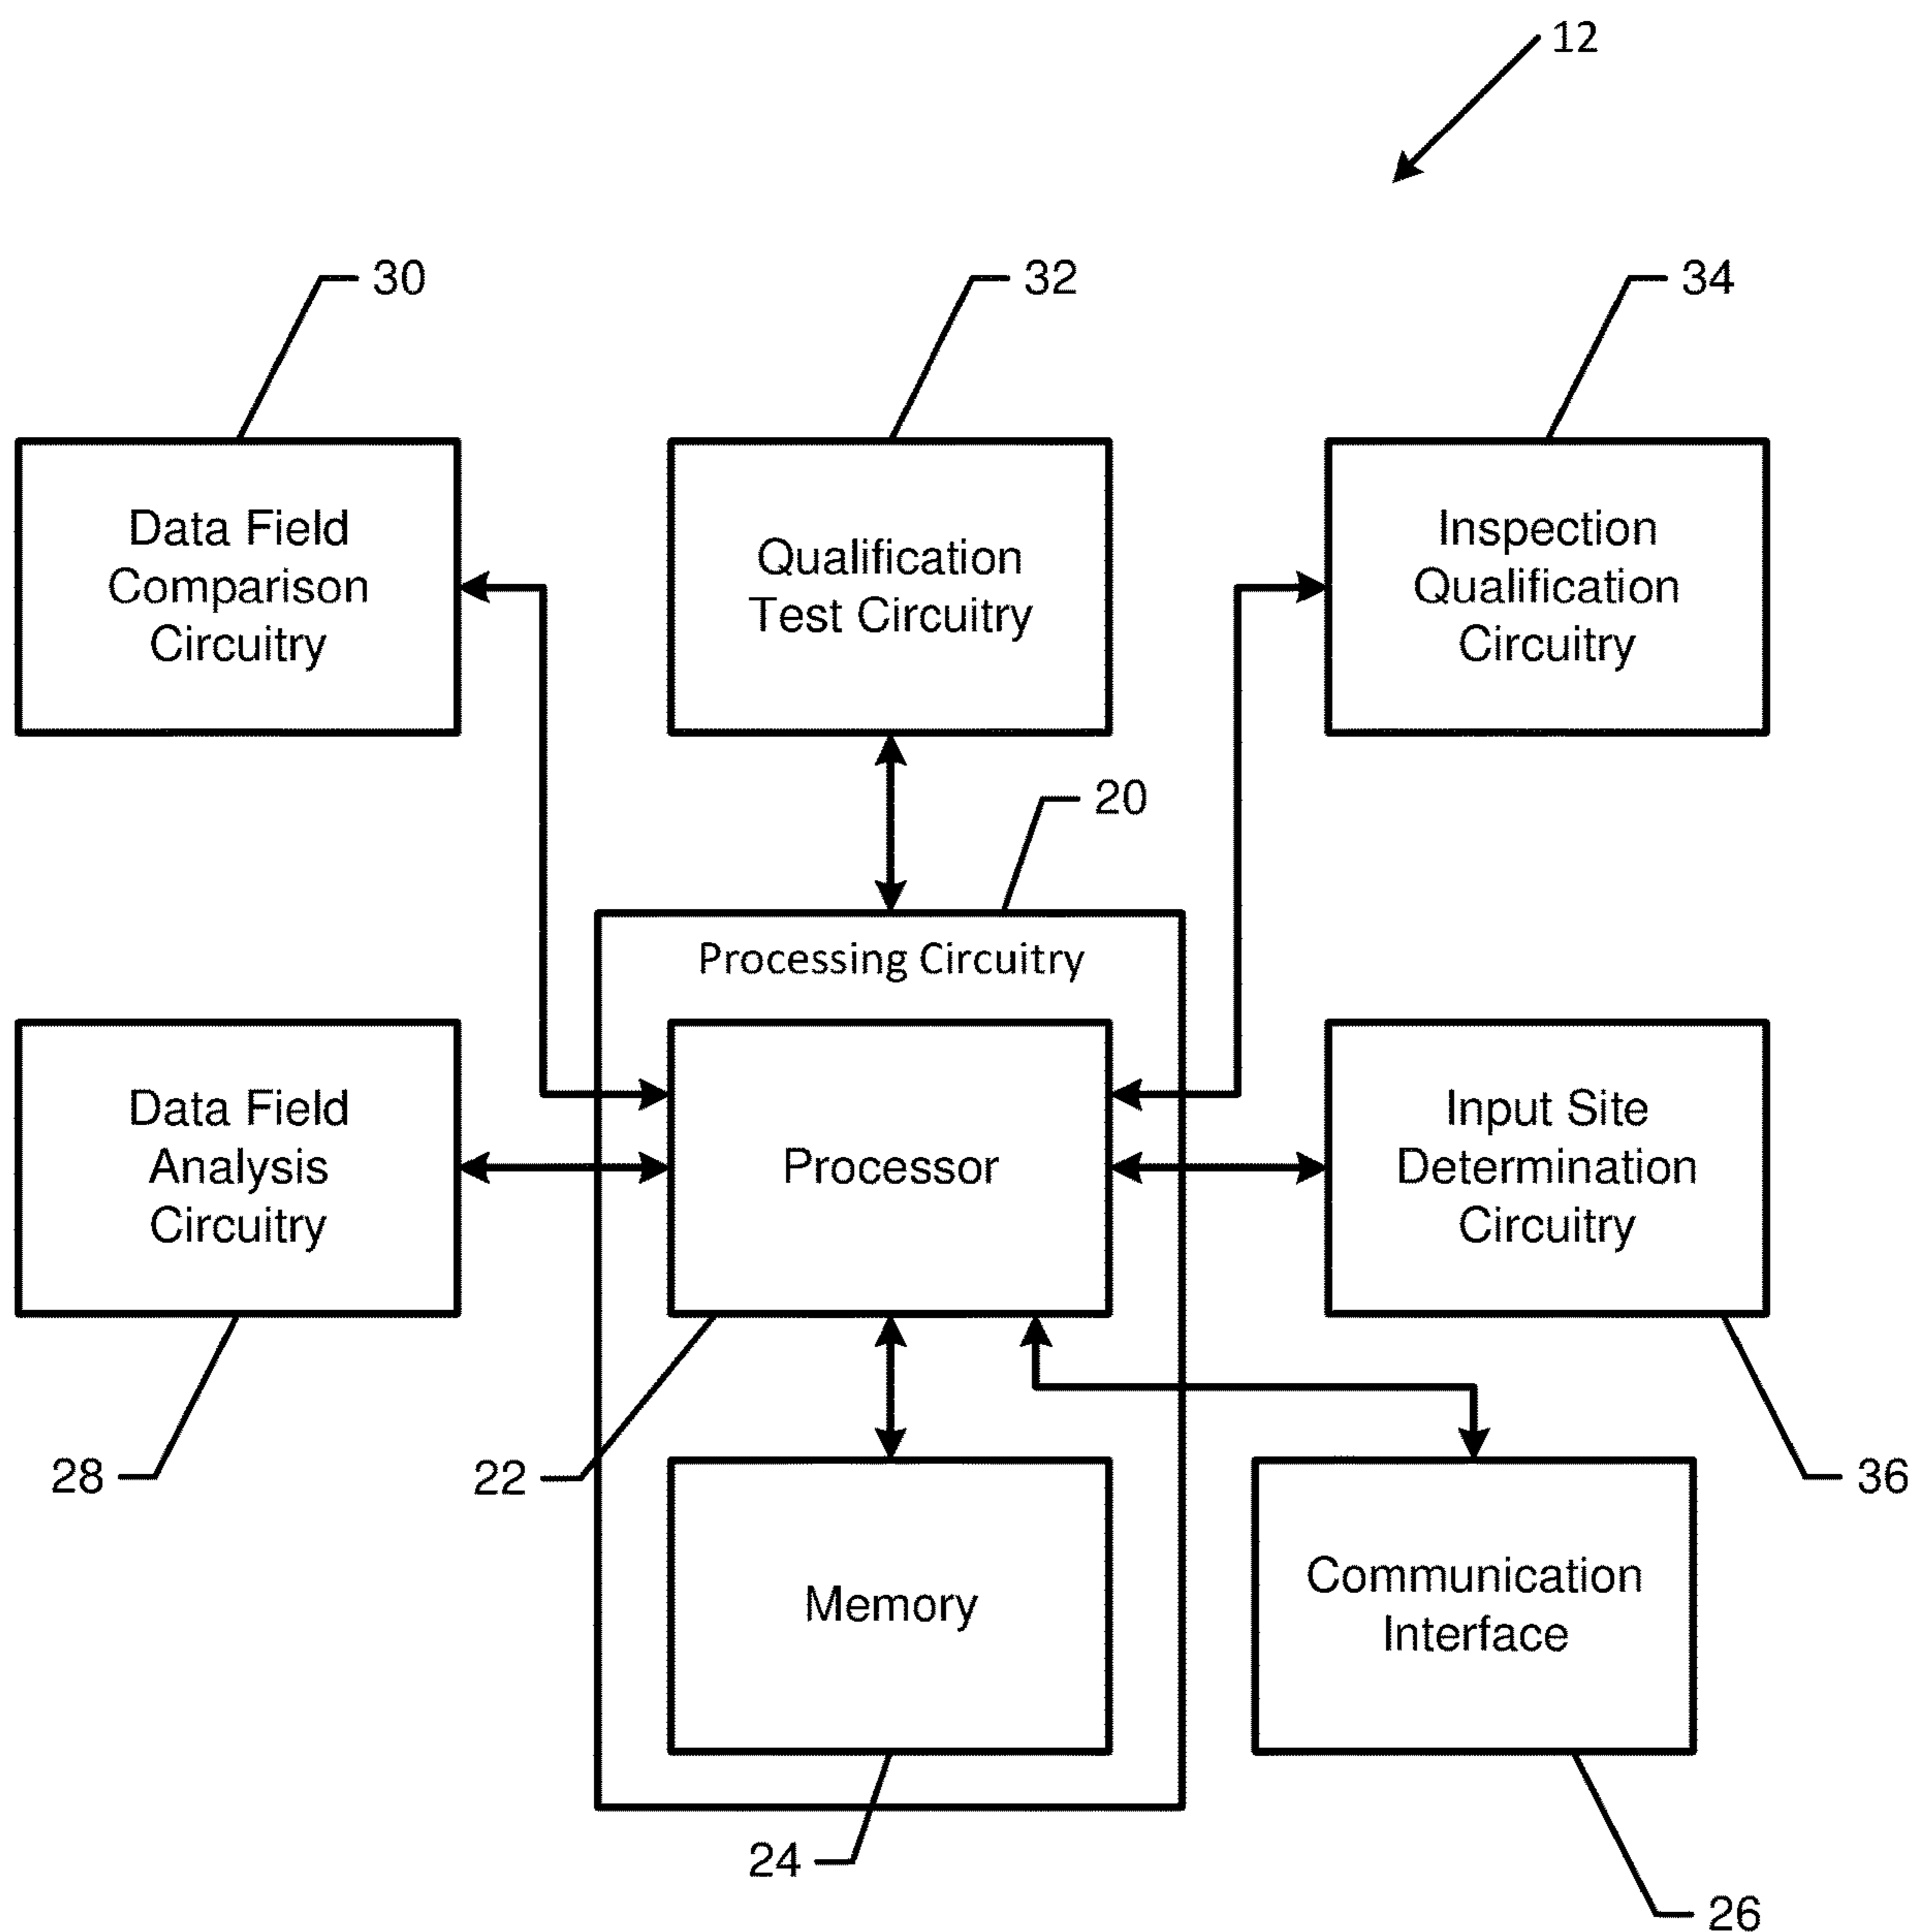 12
30
32
34
Data Field
Comparison
Circuitry
Qualification
Test Circuitry
Inspection
Qualification
Circuitry
20
Processing Circuitry
Data Field
Analysis
Circuitry
Processor
Input Site
Determination
Circuitry
28
22
36
Memory
Communication
Interface
24
26